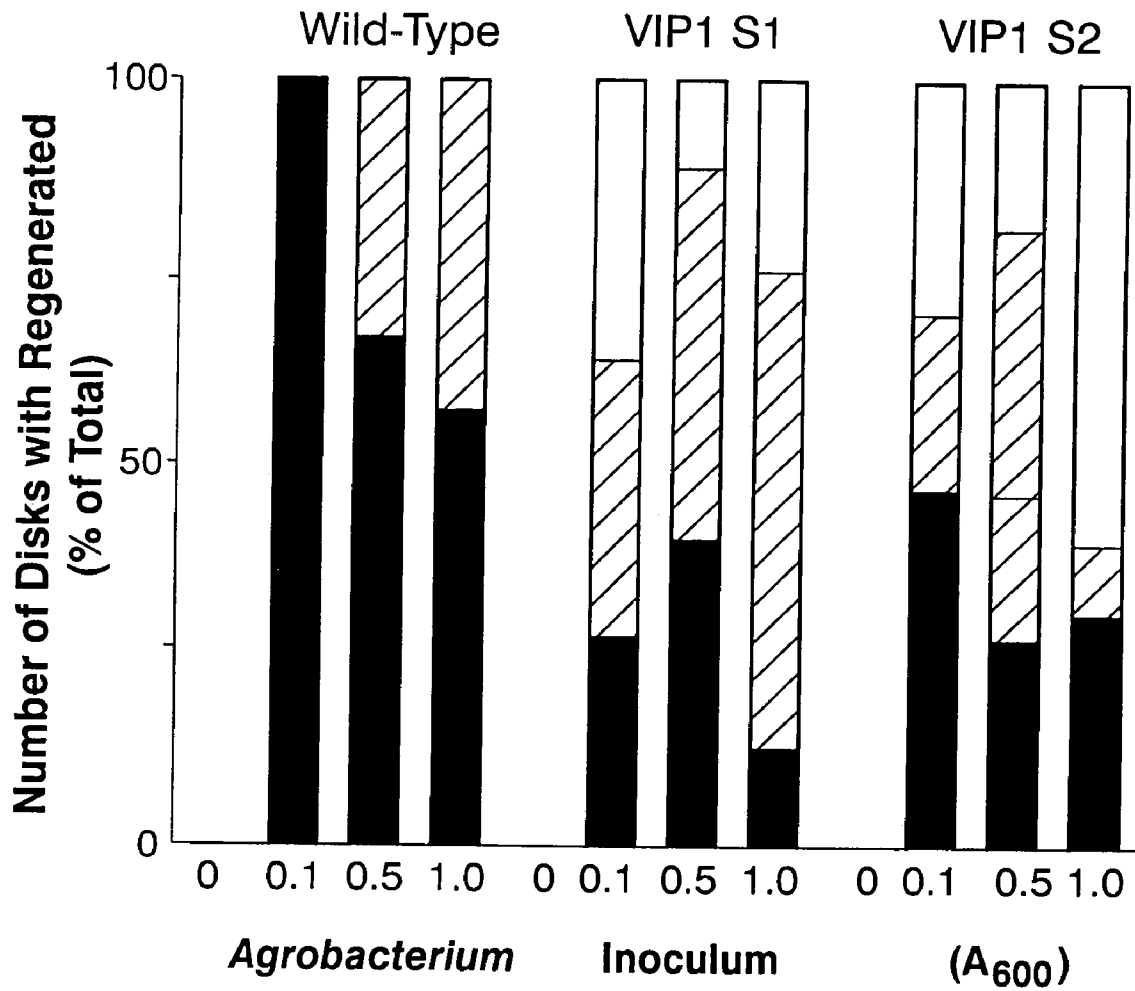 Wild-Type VIP1 S1 VIP1 S2
Number of Disks with Regenerated
(% of Total)
100
50
0
0 0.1 0.5 1.0 0 0.1 0.5 1.0 0 0.1 0.5 1.0
Agrobacterium Inoculum (A600)